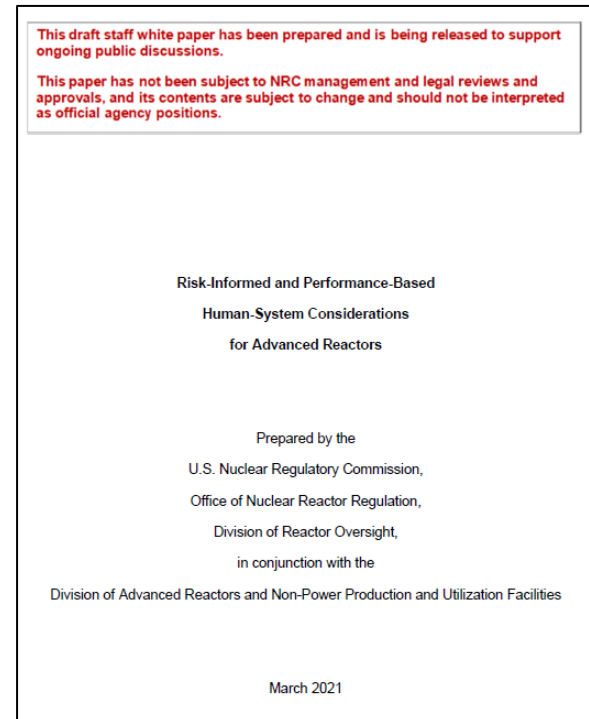 This draft staff white paper has been prepared and is being released to support
ongoing public discussions.
This paper has not been subject to NRC management and legal reviews and
approvals, and its contents are subject to change and should not be interpreted
as official agency positions.
Risk-Informed and Performance-Based
Human-System Considerations
for Advanced Reactors
Prepared by the
U.S. Nuclear Regulatory Commission,
Office of Nuclear Reactor Regulation,
Division of Reactor Oversight,
in conjunction with the
Division of Advanced Reactors and Non-Power Production and Utilization Facilities
March 2021